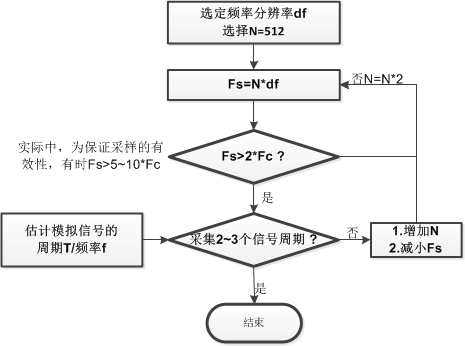 选定频率分辨率df
选择N=512
Fs=N*df
否N=N*2
实际中，为保证采样的有
效性，有时Fs>5~10*Fc
Fs>2*Fc？
是
估计模拟信号的
周期T/频率f
采集2~3个信号周期？
否
1.增加N
2.减小Fs
是
结束